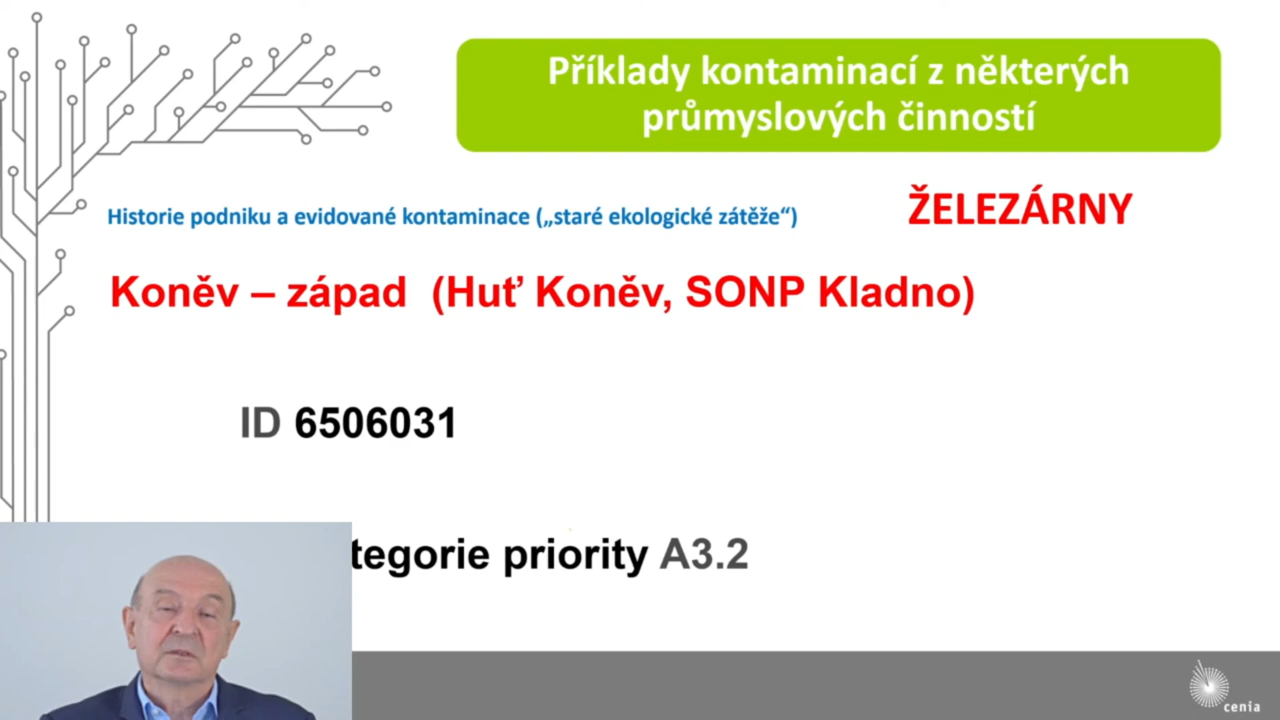 Příklady kontaminací z některých
průmyslových činností
Historie podniku a evidované kontaminace („staré ekologické zátěže“)
ŽELEZÁRNY
Koněv – západ (Huť Koněv, SONP Kladno)
ID 6506031
tegorie priority A3.2
cenia